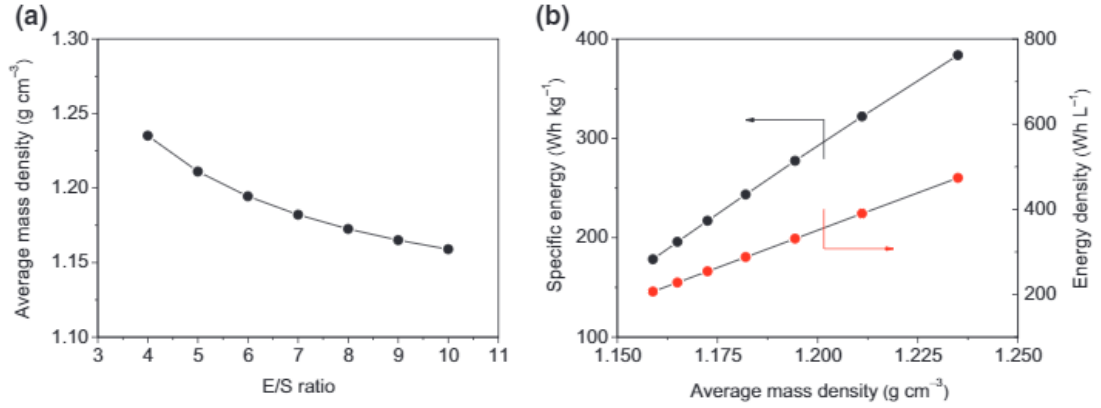 (a)
Average mass density (g cm⁻³)
1.30
1.25
1.20
1.15
1.10
3 4 5 6 7 8 9 10 11
E/S ratio
(b)
Specific energy (Wh kg⁻¹)
400
300
200
100
1.150 1.175 1.200 1.225 1.250
Average mass density (g cm⁻³)
800
600
400
200
Energy density (Wh L⁻¹)